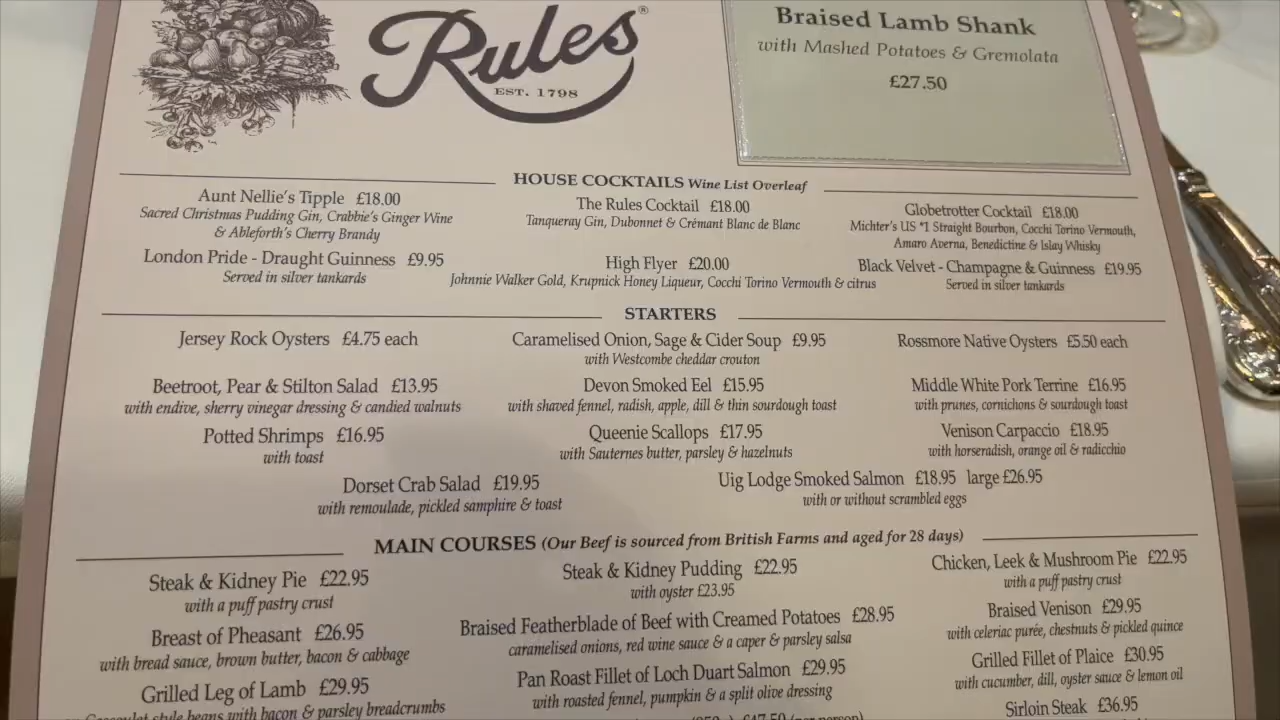 Rules®
EST. 1798
Braised Lamb Shank
with Mashed Potatoes & Gremolata
£27.50
HOUSE COCKTAILS Wine List Overleaf
Aunt Nellie's Tipple £18.00
Sacred Christmas Pudding Gin, Crabbie's Ginger Wine
& Ableforth's Cherry Brandy
The Rules Cocktail £18.00
Tanqueray Gin, Dubonnet & Crémant Blanc de Blanc
Globetrotter Cocktail £18.00
Michter's US *1 Straight Bourbon, Cocchi Torino Vermouth,
Amaro Averna, Benedictine & Islay Whisky
London Pride - Draught Guinness £9.95
Served in silver tankards
High Flyer £20.00
Johnnie Walker Gold, Krupnick Honey Liqueur, Cocchi Torino Vermouth & citrus
Black Velvet - Champagne & Guinness £19.95
Served in silver tankards
STARTERS
Jersey Rock Oysters £4.75 each
Caramelised Onion, Sage & Cider Soup £9.95
with Westcombe cheddar crouton
Rossmore Native Oysters £5.50 each
Beetroot, Pear & Stilton Salad £13.95
with endive, sherry vinegar dressing & candied walnuts
Devon Smoked Eel £15.95
with shaved fennel, radish, apple, dill & thin sourdough toast
Middle White Pork Terrine £16.95
with prunes, cornichons & sourdough toast
Potted Shrimps £16.95
with toast
Queenie Scallops £17.95
with Sauternes butter, parsley & hazelnuts
Venison Carpaccio £18.95
with horseradish, orange oil & radicchio
Dorset Crab Salad £19.95
with remoulade, pickled samphire & toast
Uig Lodge Smoked Salmon £18.95 large £26.95
with or without scrambled eggs
MAIN COURSES (Our Beef is sourced from British Farms and aged for 28 days)
Steak & Kidney Pie £22.95
with a puff pastry crust
Steak & Kidney Pudding £22.95
with oyster £23.95
Chicken, Leek & Mushroom Pie £22.95
with a puff pastry crust
Breast of Pheasant £26.95
with bread sauce, brown butter, bacon & cabbage
Braised Featherblade of Beef with Creamed Potatoes £28.95
caramelised onions, red wine sauce & a caper & parsley salsa
Braised Venison £29.95
with celeriac purée, chestnuts & pickled quince
Grilled Leg of Lamb £29.95
style beans with bacon & parsley breadcrumbs
Pan Roast Fillet of Loch Duart Salmon £29.95
with roasted fennel, pumpkin & a split olive dressing
Grilled Fillet of Plaice £30.95
with cucumber, dill, oyster sauce & lemon oil
Sirloin Steak £36.95
£47.50 (per person)